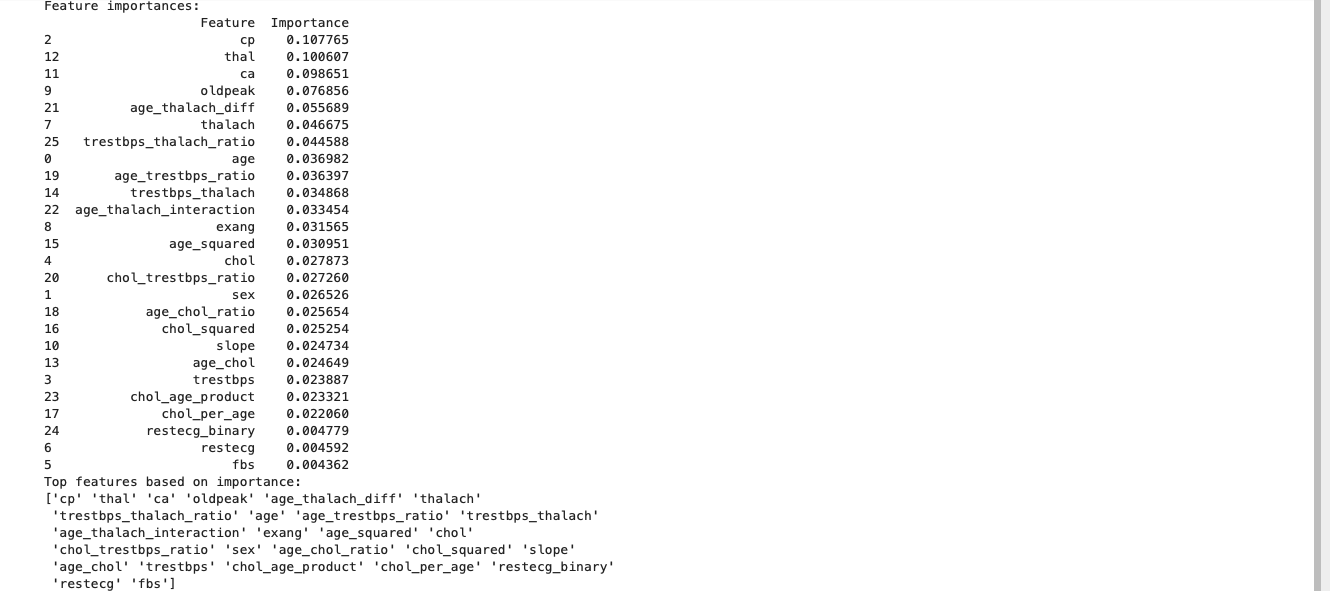 Feature importances:
Feature Importance
2 cp 0.107765
12 thal 0.100607
11 ca 0.098651
9 oldpeak 0.076856
21 age_thalach_diff 0.055689
7 thalach 0.046675
25 trestbps_thalach_ratio 0.044588
0 age 0.036982
19 age_trestbps_ratio 0.036397
14 trestbps_thalach 0.034868
22 age_thalach_interaction 0.033454
8 exang 0.031565
15 age_squared 0.030951
4 chol 0.027873
20 chol_trestbps_ratio 0.027260
1 sex 0.026526
18 age_chol_ratio 0.025654
16 chol_squared 0.025254
10 slope 0.024734
13 age_chol 0.024649
3 trestbps 0.023887
23 chol_age_product 0.023321
17 chol_per_age 0.022060
24 restecg_binary 0.004779
6 restecg 0.004592
5 fbs 0.004362
Top features based on importance:
['cp' 'thal' 'ca' 'oldpeak' 'age_thalach_diff' 'thalach'
'trestbps_thalach_ratio' 'age' 'age_trestbps_ratio' 'trestbps_thalach'
'age_thalach_interaction' 'exang' 'age_squared' 'chol'
'chol_trestbps_ratio' 'sex' 'age_chol_ratio' 'chol_squared' 'slope'
'age_chol' 'trestbps' 'chol_age_product' 'chol_per_age' 'restecg_binary'
'restecg' 'fbs']